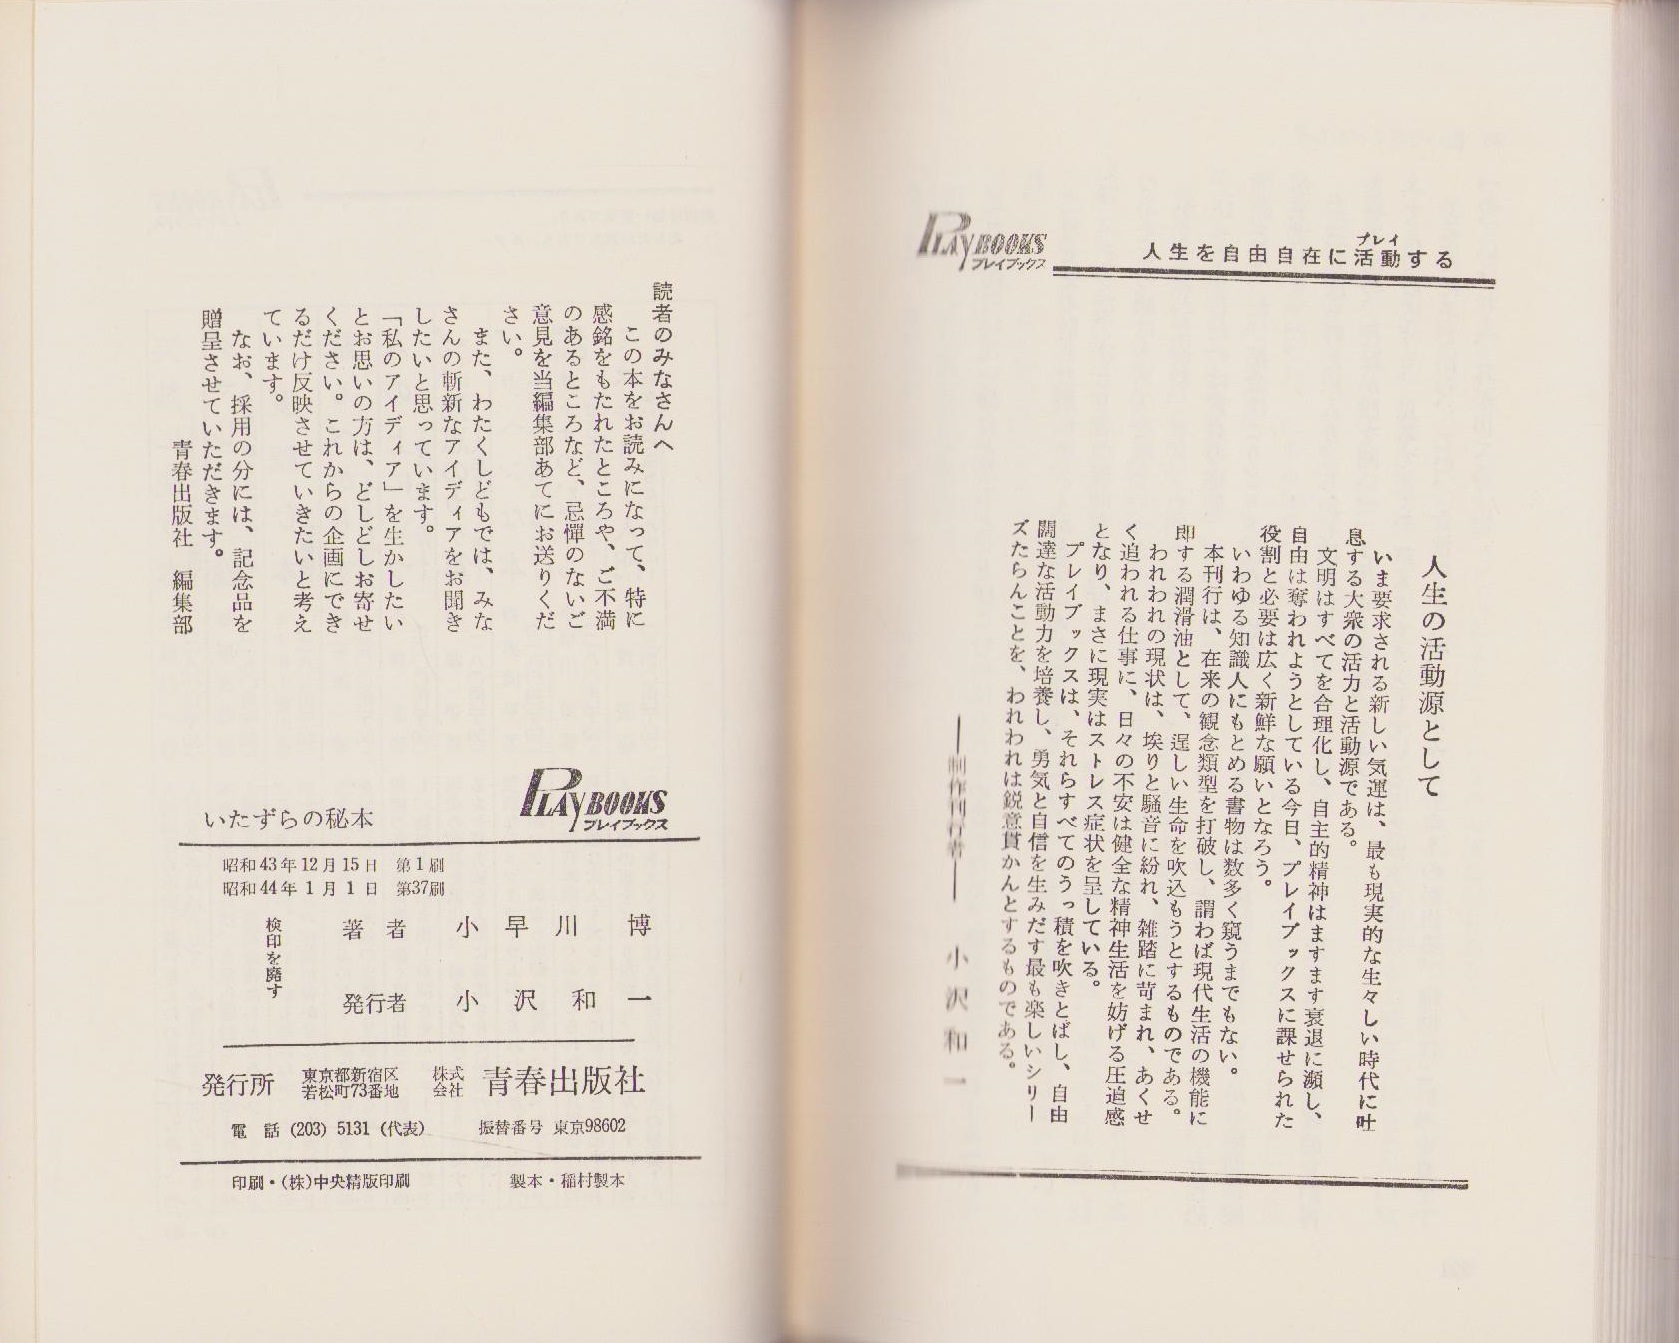 PLAYBOOKS
プレイブックス
人生を自由自在に活動する
プレイ
人生の活動源として
いま要求される新しい気運は、最も現実的な生々しい時代に吐
息する大衆の活力と活動源である。
文明はすべてを合理化し、自主的精神はますます衰退に瀕し、
自由は奪われようとしている今日、プレイブックスに課せられた
役割と必要は広く新鮮な願いとなろう。
いわゆる知識人にもとめる書物は数多く窺うまでもない。
本刊行は、在来の観念類型を打破し、謂わば現代生活の機能に
即する潤滑油として、逞しい生命を吹込もうとするものである。
われわれの現状は、埃りと騒音に紛れ、雑踏に苛まれ、あくせ
く追われる仕事に、日々の不安は健全な精神生活を妨げる圧迫感
となり、まさに現実はストレス症状を呈している。
プレイブックスは、それらすべてのうっ積を吹きとばし、自由
闊達な活動力を培養し、勇気と自信を生みだす最も楽しいシリー
ズたらんことを、われわれは鋭意貫かんとするものである。
―制作刊行者― 小沢和一
読者のみなさんへ
この本をお読みになって、特に
感銘をもたれたところや、ご不満
のあるところなど、忌憚のないご
意見を当編集部あてにお送りくだ
さい。
また、わたくしどもでは、みな
さんの斬新なアイディアをお聞き
したいと思っています。
「私のアイディア」を生かしたい
とお思いの方は、どしどしお寄せ
ください。これからの企画にでき
るだけ反映させていきたいと考え
ています。
なお、採用の分には、記念品を
贈呈させていただきます。
青春出版社 編集部
PLAYBOOKS
プレイブックス
いたずらの秘本
昭和43年12月15日 第1刷
昭和44年1月1日 第37刷
検印を廃す
著者 小早川 博
発行者 小沢和一
発行所 東京都新宿区若松町73番地 株式会社 青春出版社
電話 (203) 5131 (代表) 振替番号 東京98602
印刷・(株)中央精版印刷 製本・稲村製本